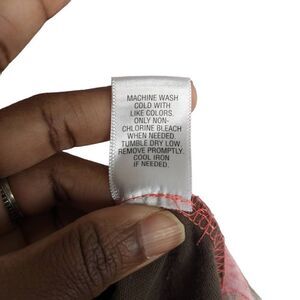 MACHINE WASH
COLD WITH
LIKE COLORS.
ONLY NON-
CHLORINE BLEACH
WHEN NEEDED.
TUMBLE DRY LOW.
REMOVE PROMPTLY.
COOL IRON
IF NEEDED.